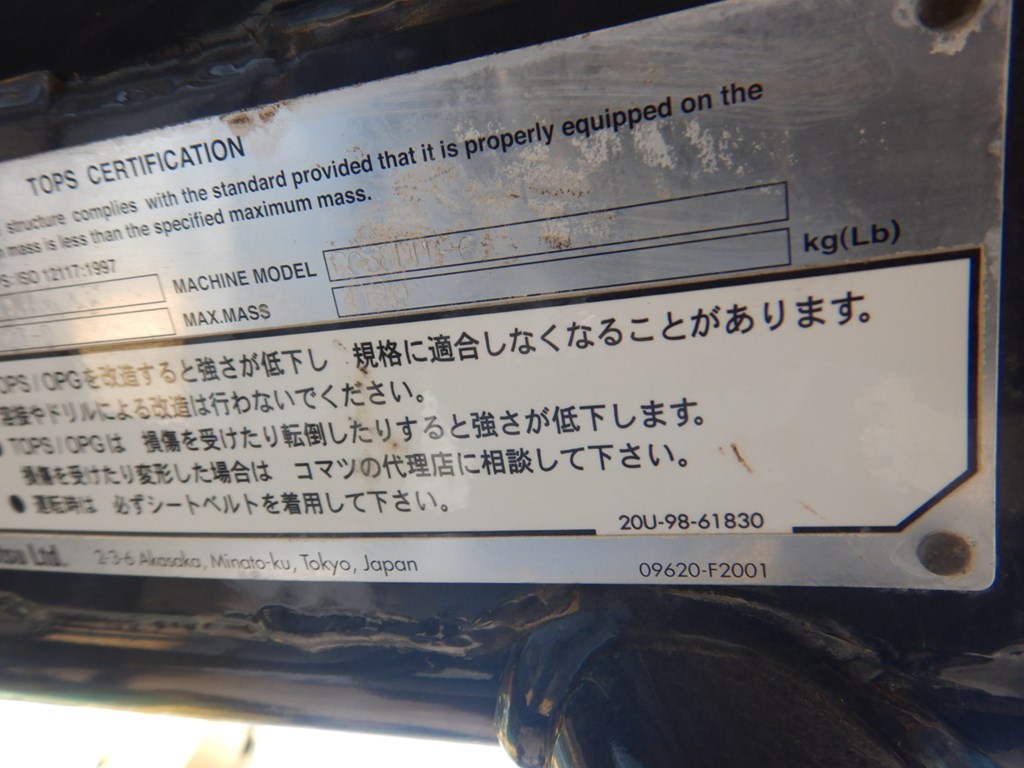 TOPS CERTIFICATION
structure complies with the standard provided that it is properly equipped on the
mass is less than the specified maximum mass.
ISO 12117:1997
MACHINE MODEL
MAX.MASS kg(Lb)
OPS/OPGを改造すると強さが低下し 規格に適合しなくなることがあります。
溶接やドリルによる改造は行わないでください。
● TOPS/OPGは 損傷を受けたり転倒したりすると強さが低下します。
損傷を受けたり変形した場合は コマツの代理店に相談して下さい。
● 運転時は 必ずシートベルトを着用して下さい。
20U-98-61830
Ltd. 2-3-6 Akasaka, Minato-ku, Tokyo, Japan 09620-F2001